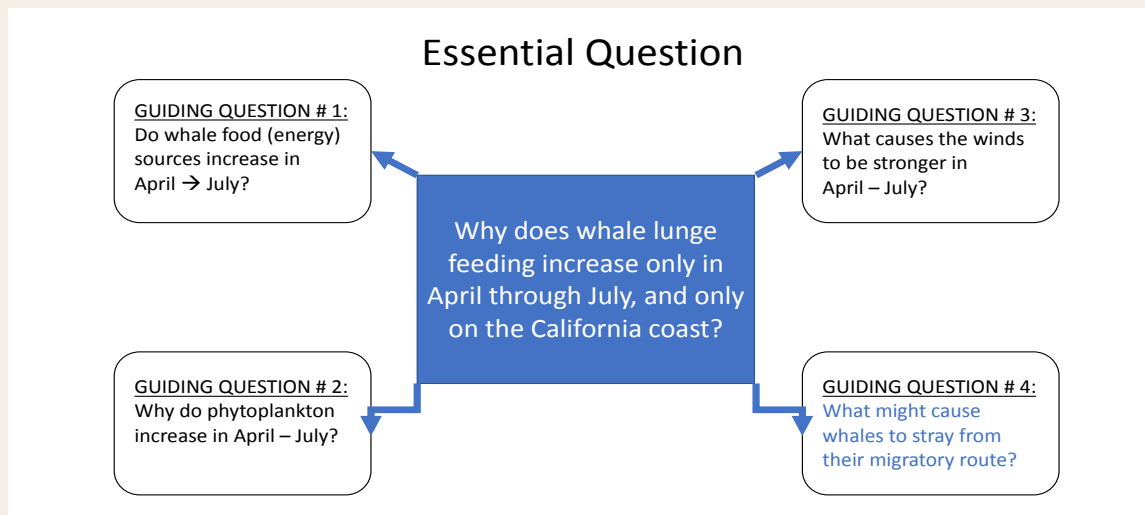 Essential Question
GUIDING QUESTION # 1:
Do whale food (energy)
sources increase in
April → July?
GUIDING QUESTION # 3:
What causes the winds
to be stronger in
April – July?
Why does whale lunge
feeding increase only in
April through July, and only
on the California coast?
GUIDING QUESTION # 2:
Why do phytoplankton
increase in April – July?
GUIDING QUESTION # 4:
What might cause
whales to stray from
their migratory route?